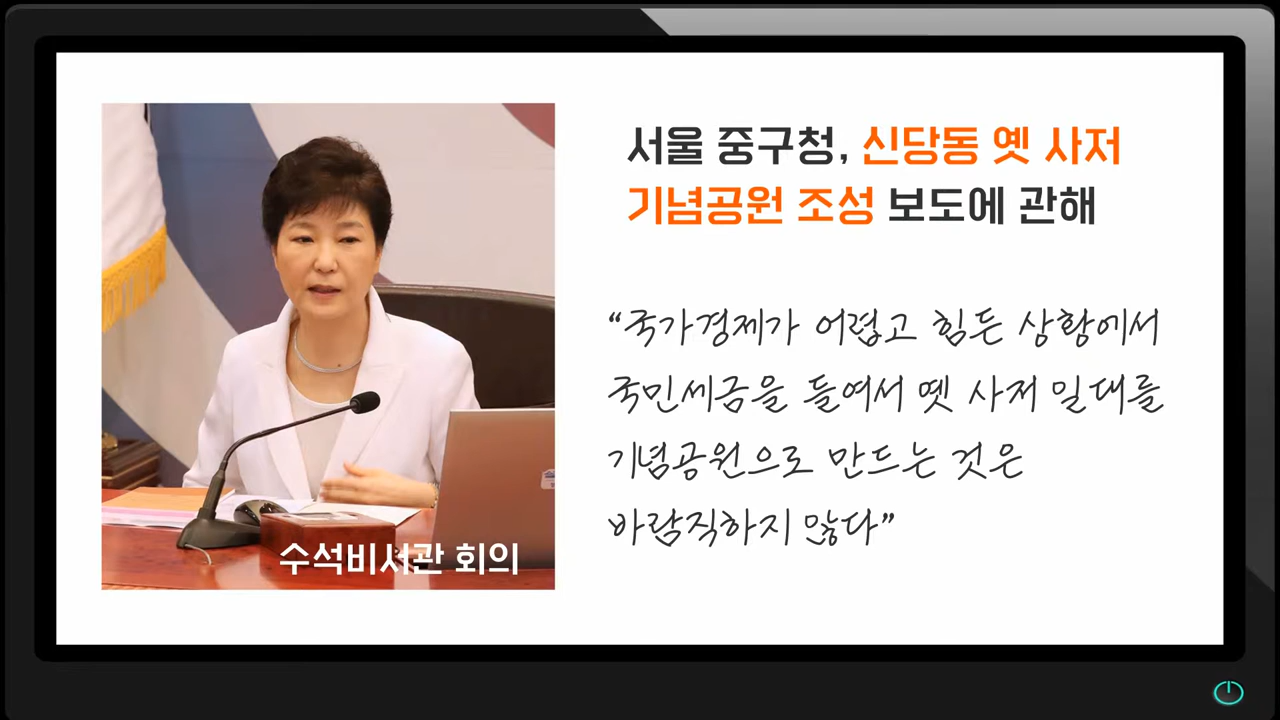 서울 중구청, 신당동 옛 사저
기념공원 조성 보도에 관해
“국가경제가 어렵고 힘든 상황에서
국민세금을 들여서 옛 사저 일대를
기념공원으로 만드는 것은
바람직하지 않다”
수석비서관 회의